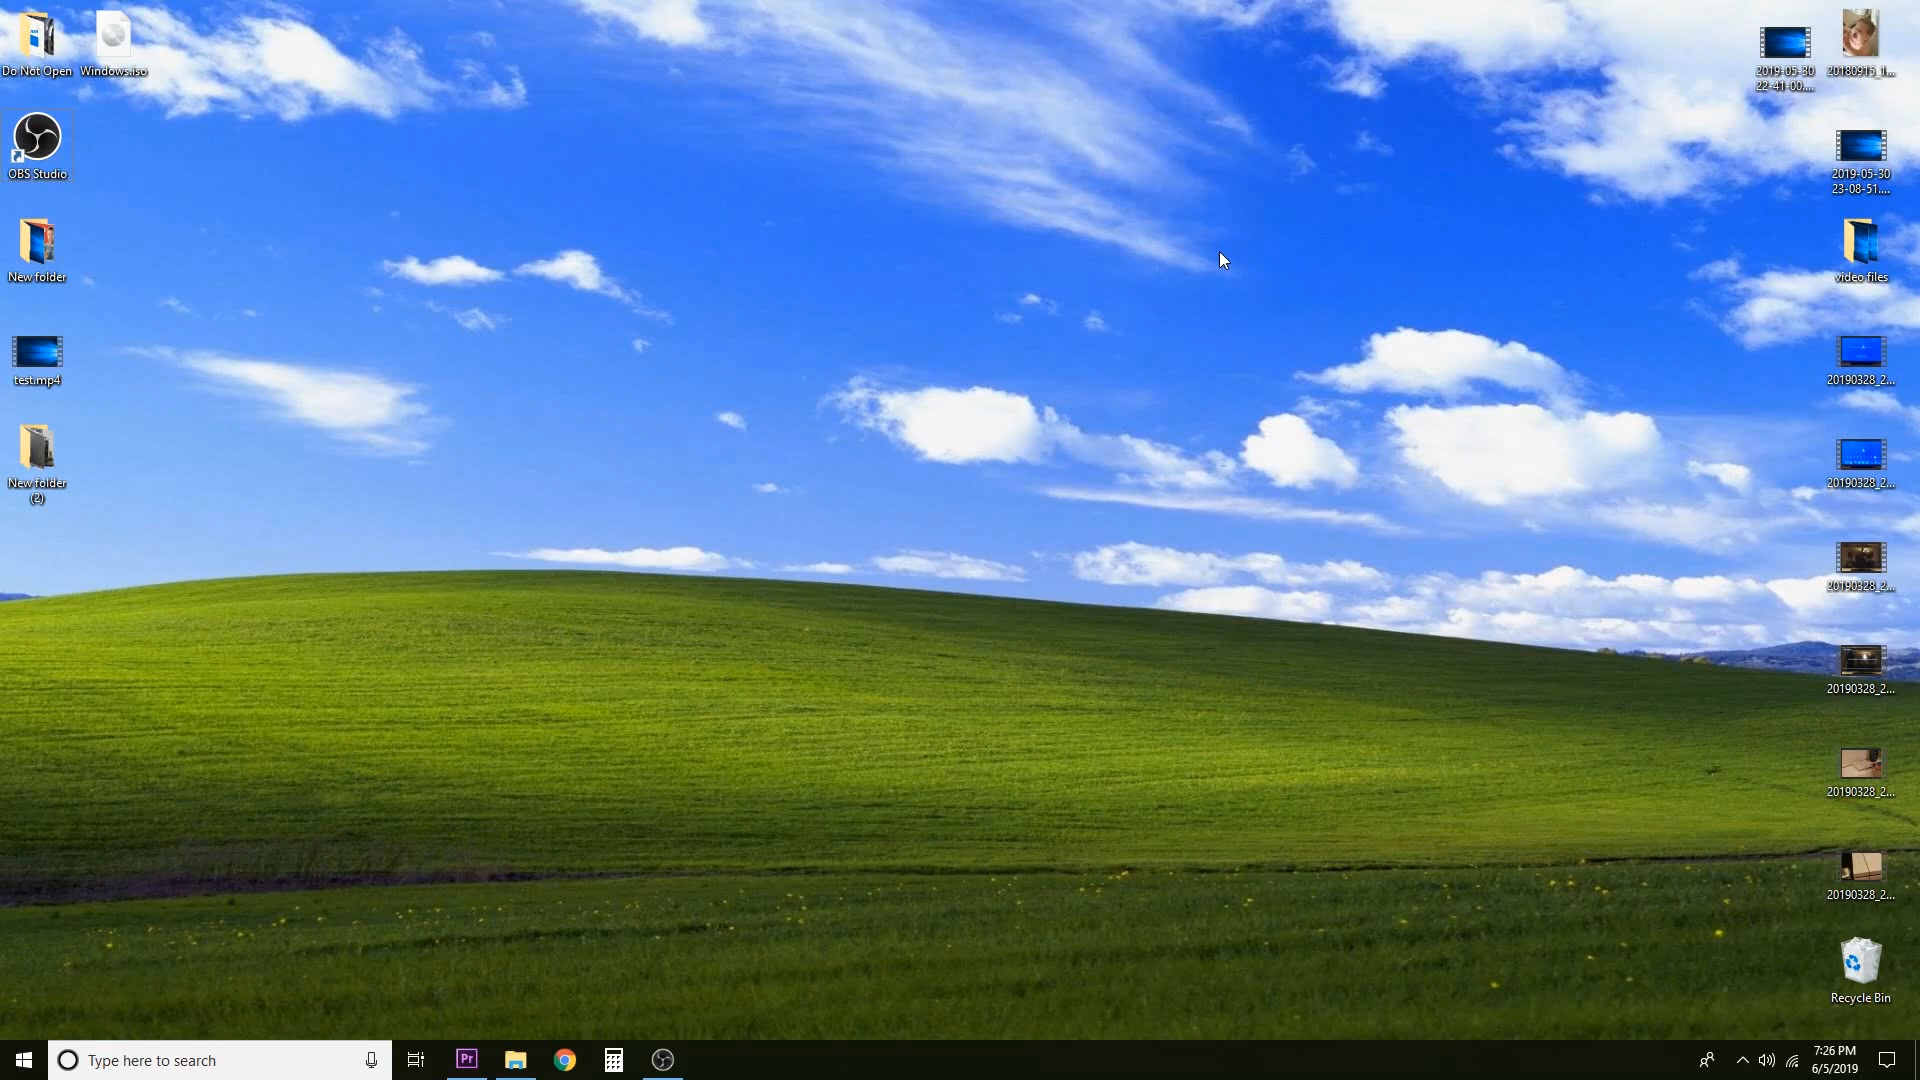 Do Not Open
Windows.iso
OBS Studio
New folder
test.mp4
New folder
(2)
2019-05-30
22-41-00....
20180915_1...
2019-05-30
23-08-51....
video files
20190328_2...
20190328_2...
20190328_2...
20190328_2...
20190328_2...
20190328_2...
Recycle Bin
Type here to search
Pr
7:26 PM
6/5/2019